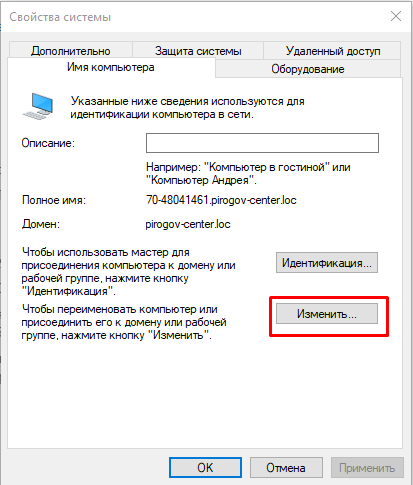 Свойства системы
Дополнительно
Защита системы
Удаленный доступ
Имя компьютера
Оборудование
Указанные ниже сведения используются для
идентификации компьютера в сети.
Описание:
Например: "Компьютер в гостиной" или
"Компьютер Андрея".
Полное имя:
70-48041461.pirogov-center.loc
Домен:
pirogov-center.loc
Чтобы использовать мастер для
присоединения компьютера к домену или
рабочей группе, нажмите кнопку
"Идентификация".
Идентификация...
Чтобы переименовать компьютер или
присоединить его к домену или рабочей
группе, нажмите кнопку "Изменить".
Изменить...
OK
Отмена
Применить